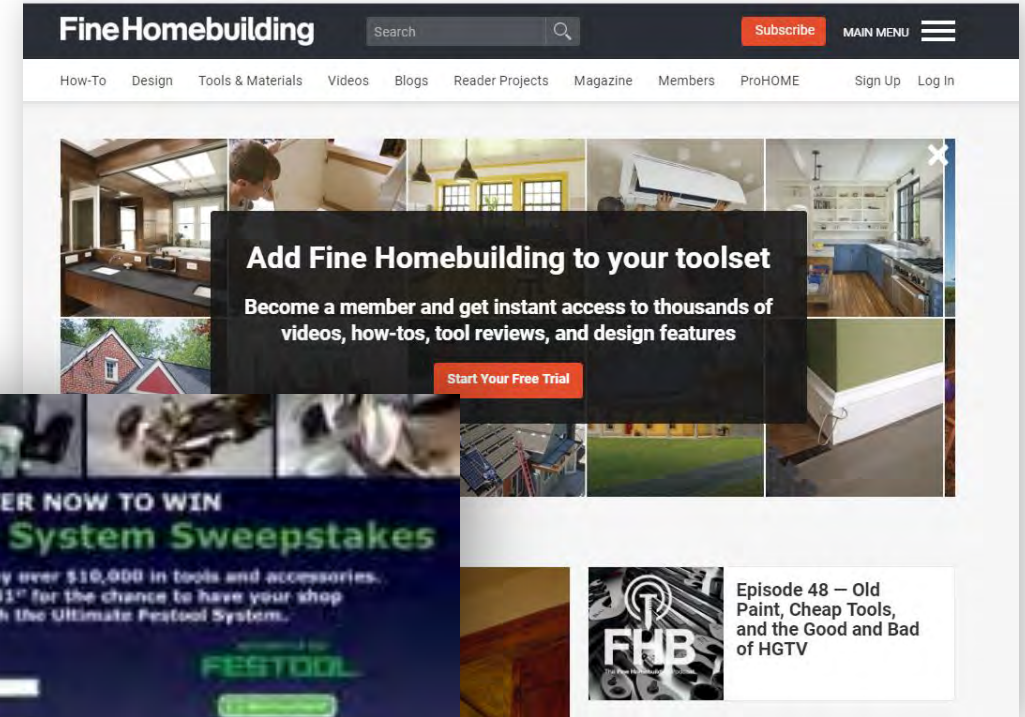 FineHomebuilding
Search
Subscribe
MAIN MENU
How-To Design Tools & Materials Videos Blogs Reader Projects Magazine Members ProHOME Sign Up Log In
Add Fine Homebuilding to your toolset
Become a member and get instant access to thousands of
videos, how-tos, tool reviews, and design features
Start Your Free Trial
ER NOW TO WIN
System Sweepstakes
over $10,000 in tools and accessories.
for the chance to have your shop
the Ultimate Festool System.
FESTOOL
FHB
Episode 48 — Old
Paint, Cheap Tools,
and the Good and Bad
of HGTV